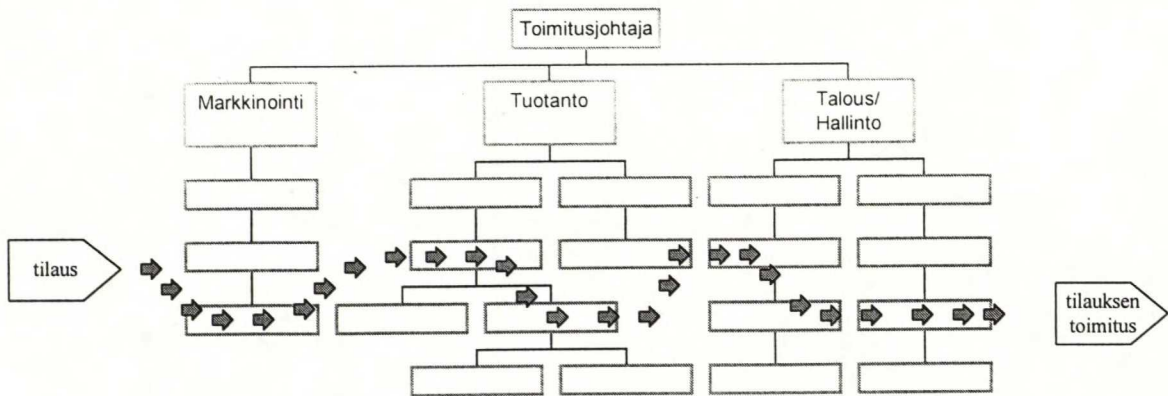 Toimitusjohtaja
Markkinointi
Tuotanto
Talous/
Hallinto
tilaus
tilauksen
toimitus